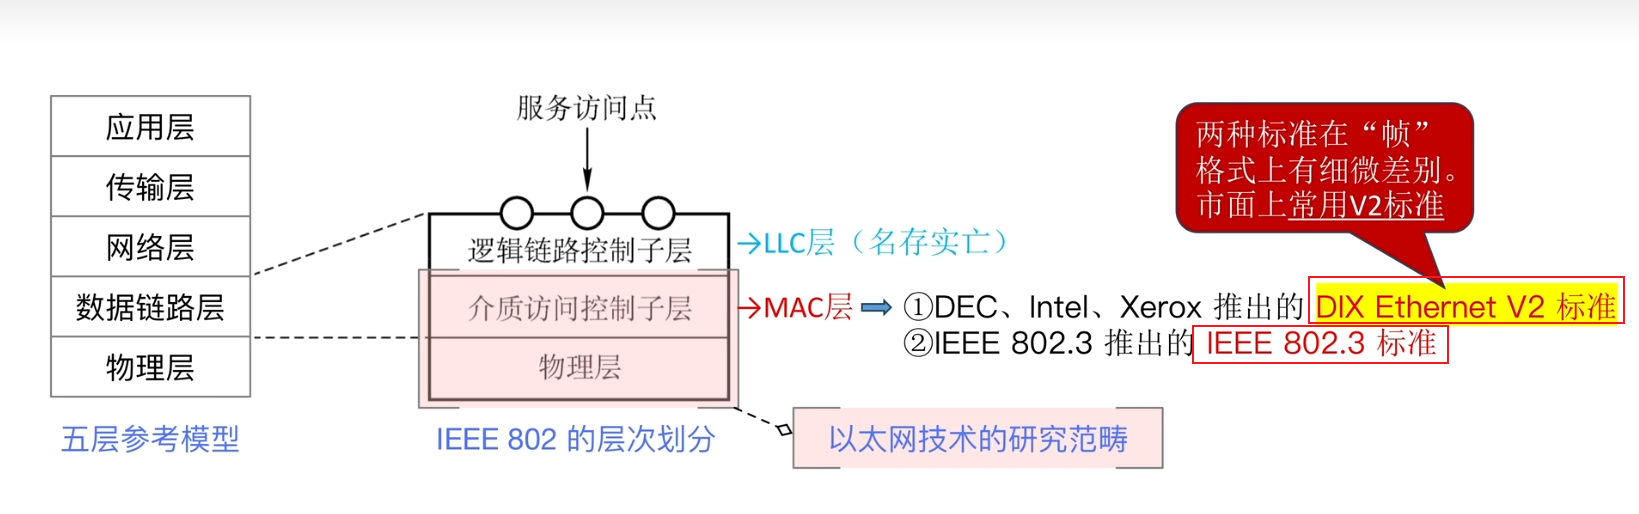 应用层
传输层
网络层
数据链路层
物理层
五层参考模型
服务访问点
逻辑链路控制子层
介质访问控制子层
物理层
IEEE 802 的层次划分
→LLC层（名存实亡）
→MAC层
①DEC、Intel、Xerox 推出的 DIX Ethernet V2 标准
②IEEE 802.3 推出的 IEEE 802.3 标准
两种标准在“帧”
格式上有细微差别。
市面上常用V2标准
以太网技术的研究范畴